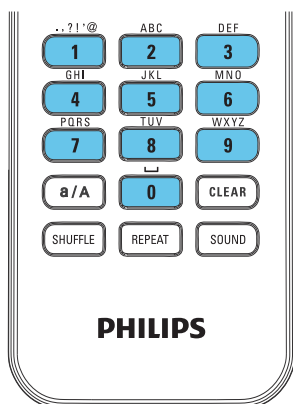 .,?!'@ ABC DEF
1 2 3
GHI JKL MNO
4 5 6
PQRS TUV WXYZ
7 8 9
a/A 0 CLEAR
SHUFFLE REPEAT SOUND
PHILIPS